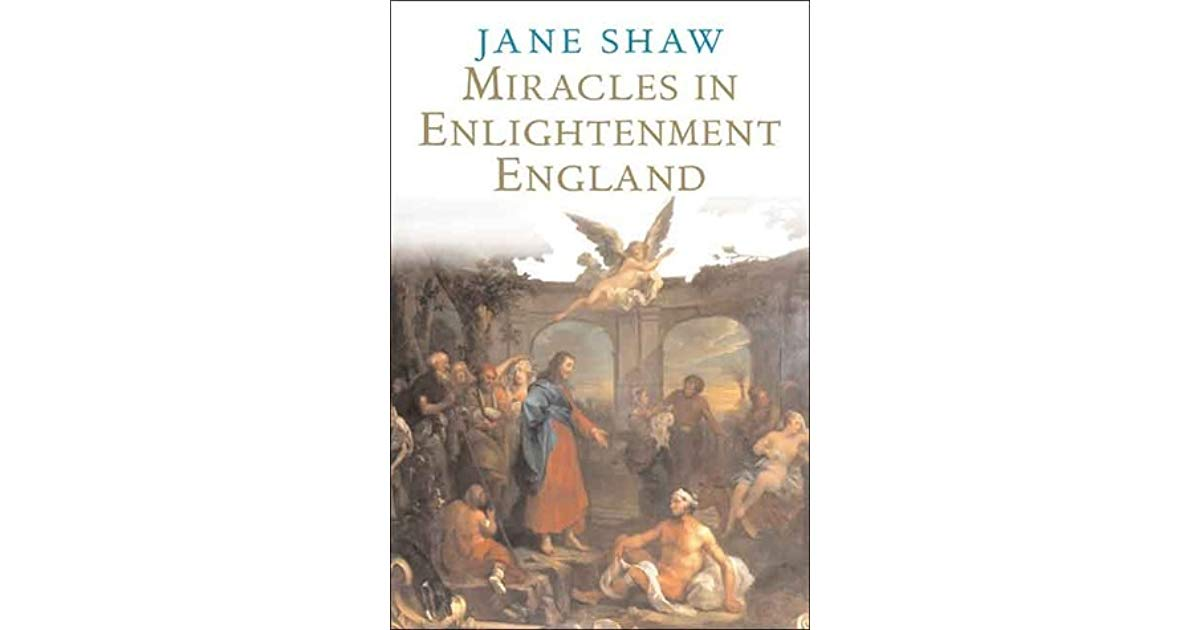 JANE SHAW
MIRACLES IN
ENLIGHTENMENT
ENGLAND